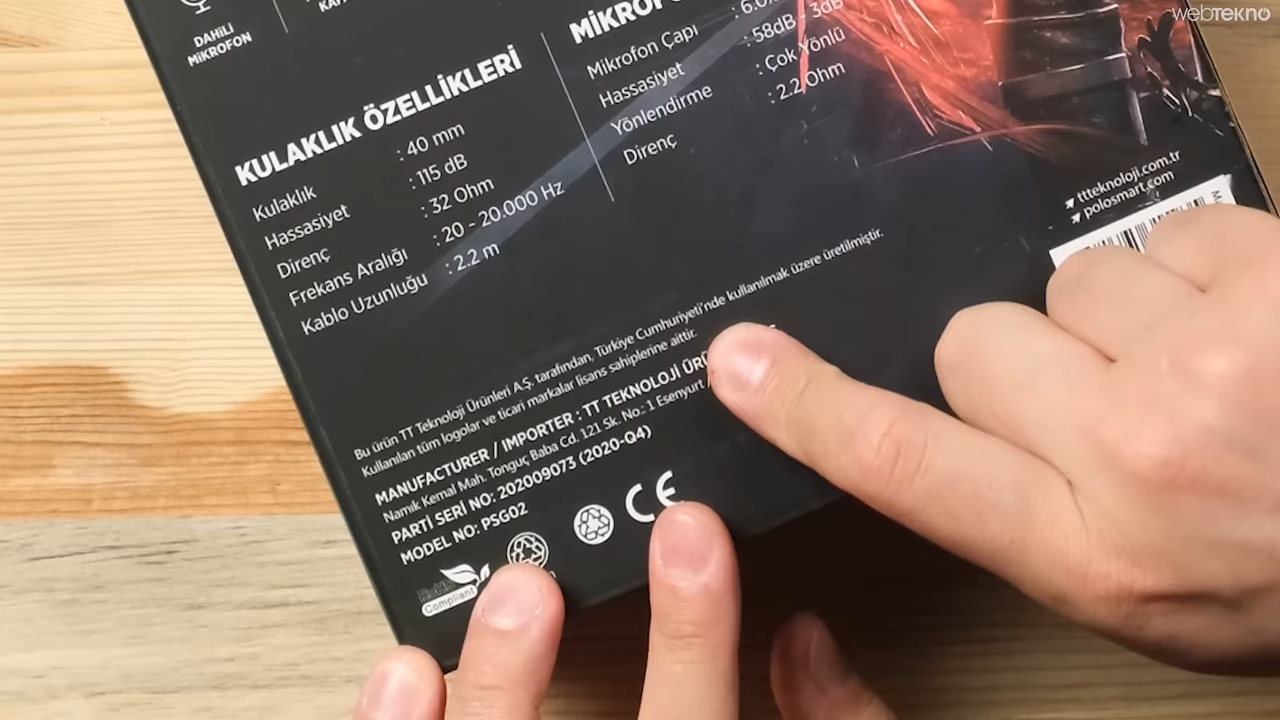 webtekno
DAHİLİ
MİKROFON
KULAKLIK ÖZELLİKLERİ
Kulaklık : 40 mm
Hassasiyet : 115 dB
Direnç : 32 Ohm
Frekans Aralığı : 20 - 20.000 Hz
Kablo Uzunluğu : 2.2 m
Mikrofon Çapı
Hassasiyet : 58dB - 3dB
Yönlendirme : Çok Yönlü
Direnç : 2.2 Ohm
ttteknoloji.com.tr
polosmart.com
Bu ürün TT Teknoloji Ürünleri A.Ş. tarafından, Türkiye Cumhuriyeti'nde kullanılmak üzere üretilmiştir.
Kullanılan tüm logolar ve ticari markalar lisans sahiplerine aittir.
MANUFACTURER / IMPORTER : TT TEKNOLOJİ
Namık Kemal Mah. Tonguç Baba Cd. 121 Sk. No.: 1 Esenyurt /
PARTİ SERİ NO: 202009073 (2020-Q4)
MODEL NO: PSG02
CE
RoHS
Compliant